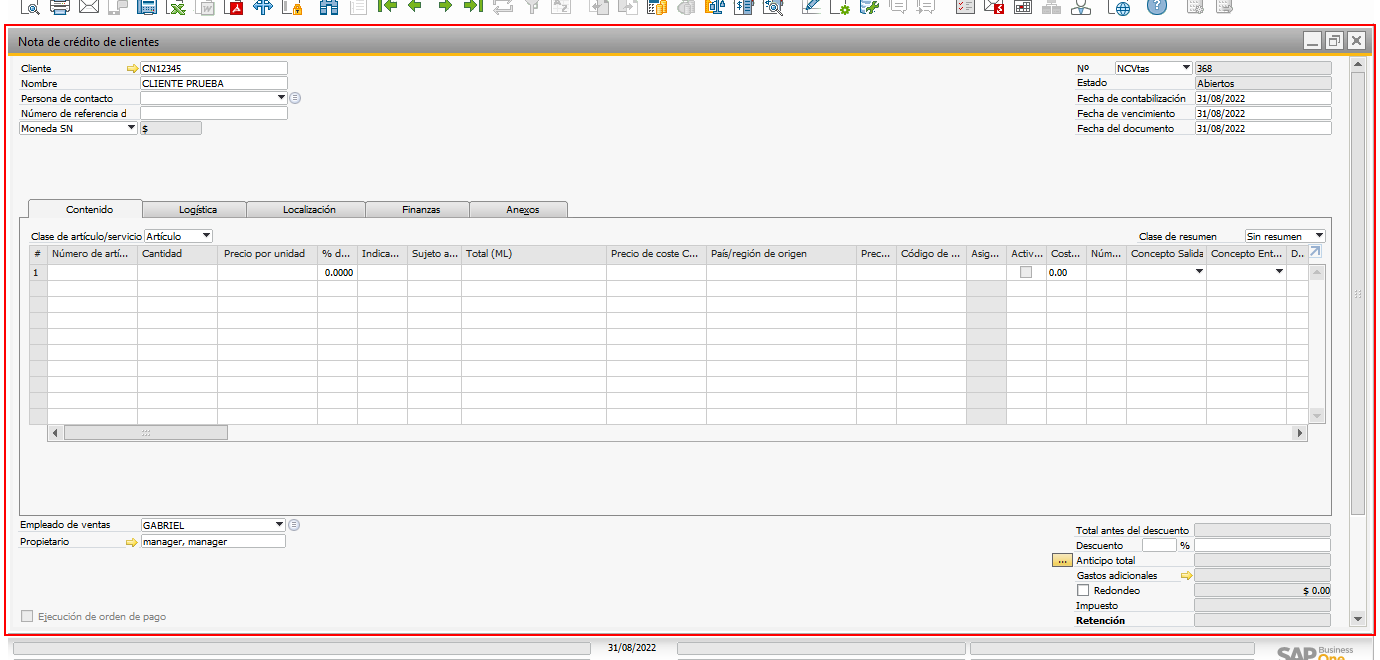 Nota de crédito de clientes
Cliente CN12345
Nombre CLIENTE PRUEBA
Persona de contacto
Número de referencia d
Moneda SN $
Nº NCVtas 368
Estado Abiertos
Fecha de contabilización 31/08/2022
Fecha de vencimiento 31/08/2022
Fecha del documento 31/08/2022
Contenido Logística Localización Finanzas Anexos
Clase de artículo/servicio Artículo Clase de resumen Sin resumen
# Número de artí... Cantidad Precio por unidad % d... Indica... Sujeto a... Total (ML) Precio de coste C... País/región de origen Prec... Código de ... Asig... Activ... Cost... Núm... Concepto Salida Concepto Ent... D..
1 0.0000 0.00
Empleado de ventas GABRIEL
Propietario manager, manager
Ejecución de orden de pago
Total antes del descuento
Descuento %
... Anticipo total
Gastos adicionales
Redondeo $ 0.00
Impuesto
Retención
31/08/2022
SAP Business
One